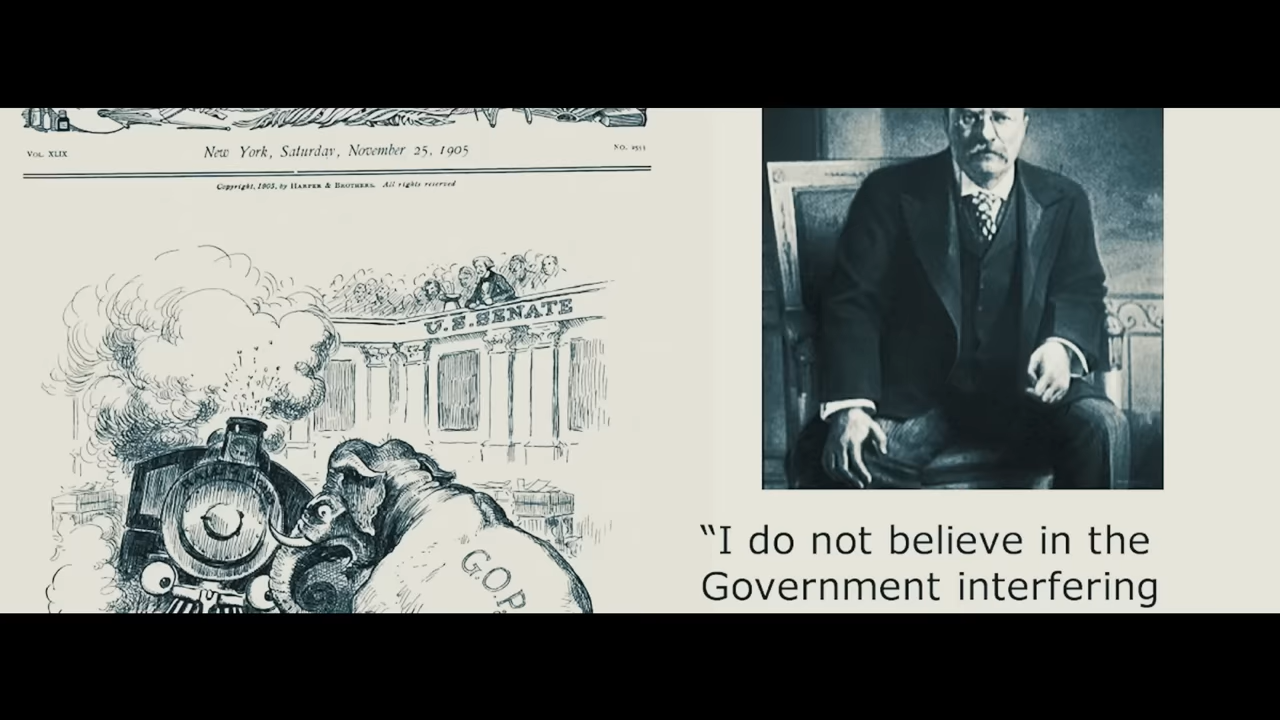 VOL. XLIX
New York, Saturday, November 25, 1905
NO. 2553
Copyright, 1905, by HARPER & BROTHERS. All rights reserved
U.S. SENATE
G.O.P.
“I do not believe in the
Government interfering